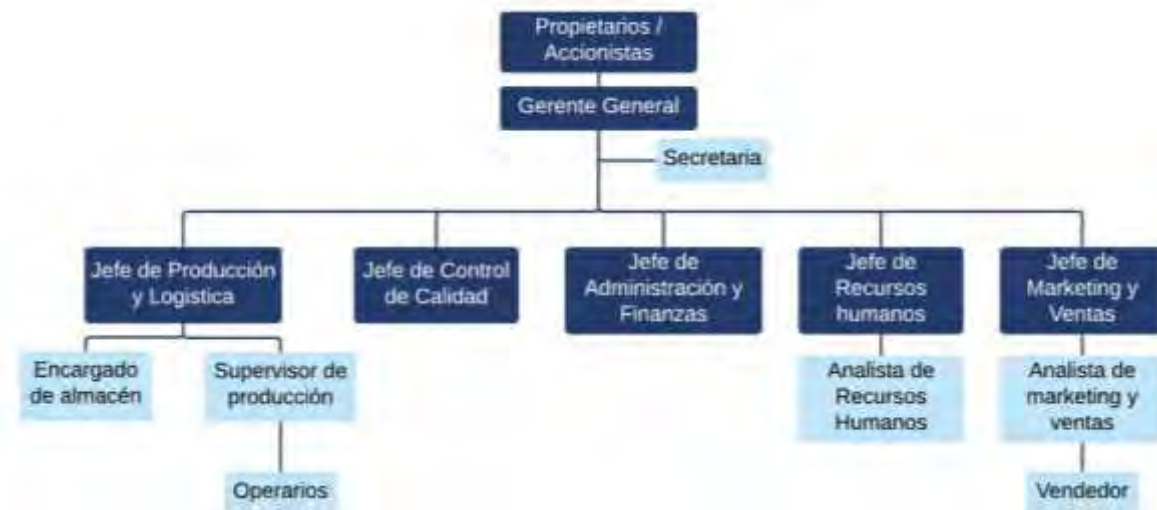 Propietarios /
Accionistas
Gerente General
Secretaria
Jefe de Producción
y Logistica
Jefe de Control
de Calidad
Jefe de
Administración y
Finanzas
Jefe de
Recursos
humanos
Jefe de
Marketing y
Ventas
Encargado
de almacén
Supervisor de
producción
Analista de
Recursos
Humanos
Analista de
marketing y
ventas
Operarios
Vendedor